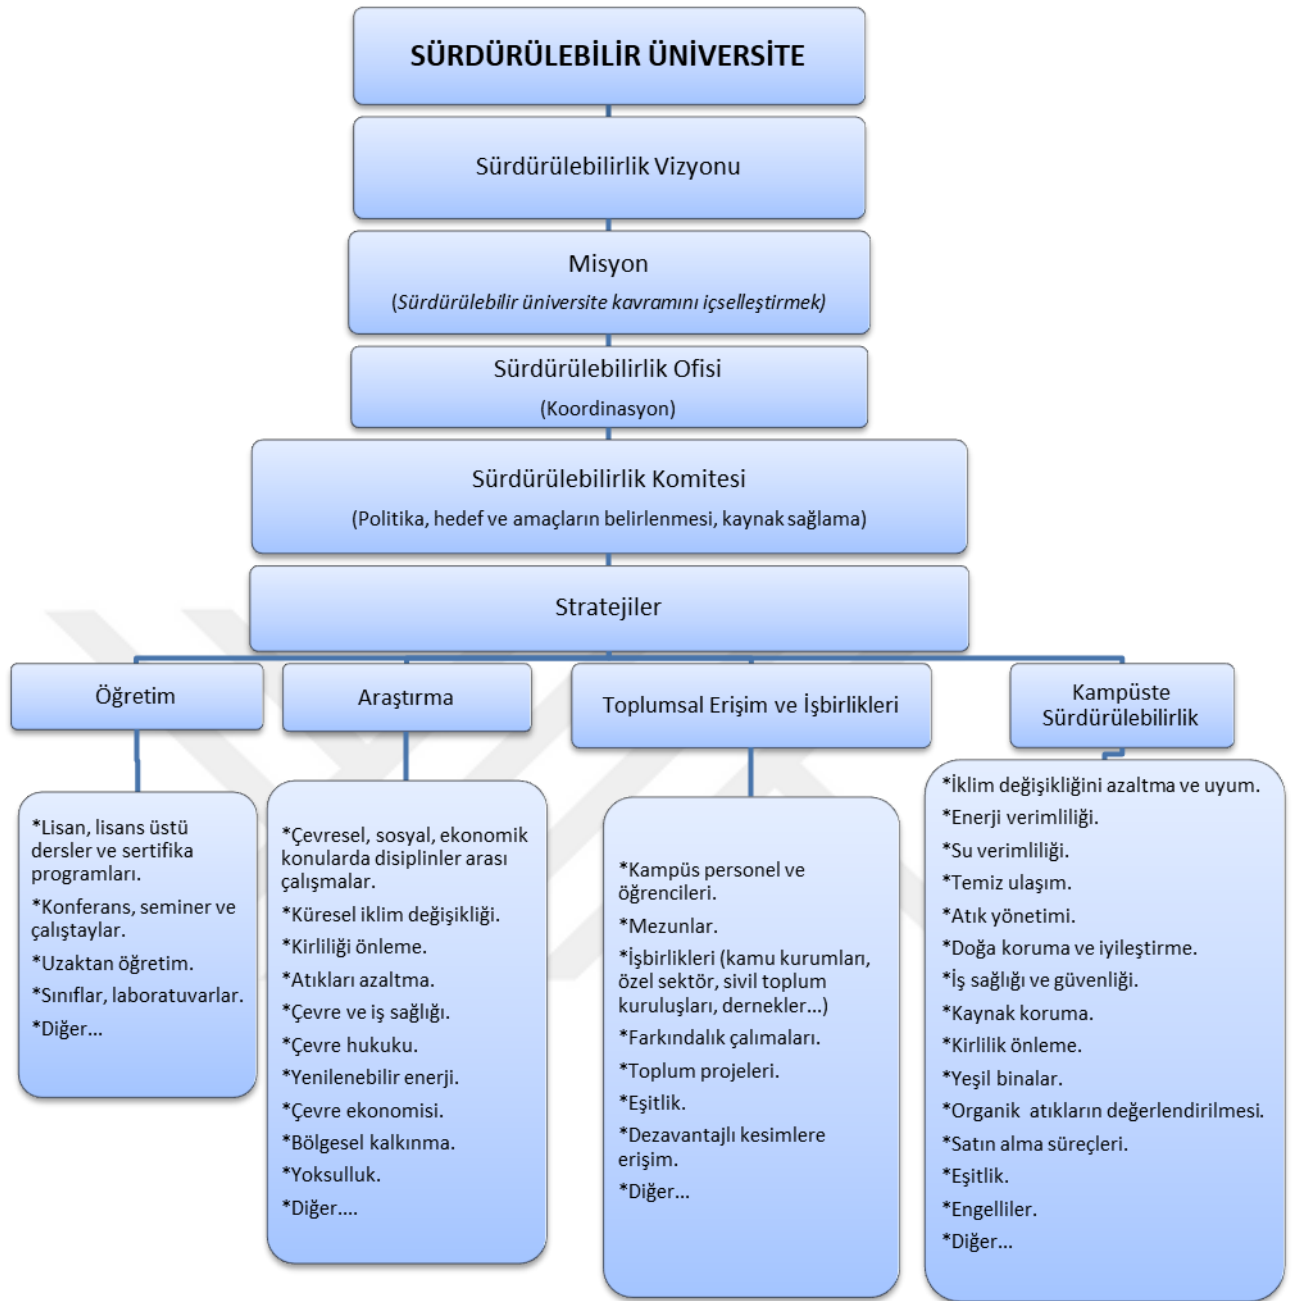 SÜRDÜRÜLEBİLİR ÜNİVERSİTE
Sürdürülebilirlik Vizyonu
Misyon
(Sürdürülebilir üniversite kavramını içselleştirmek)
Sürdürülebilirlik Ofisi
(Koordinasyon)
Sürdürülebilirlik Komitesi
(Politika, hedef ve amaçların belirlenmesi, kaynak sağlama)
Stratejiler
Öğretim
*Lisan, lisans üstü
dersler ve sertifika
programları.
*Konferans, seminer ve
çalıştaylar.
*Uzaktan öğretim.
*Sınıflar, laboratuvarlar.
*Diğer...
Araştırma
*Çevresel, sosyal, ekonomik
konularda disiplinler arası
çalışmalar.
*Küresel iklim değişikliği.
*Kirliliği önleme.
*Atıkları azaltma.
*Çevre ve iş sağlığı.
*Çevre hukuku.
*Yenilenebilir enerji.
*Çevre ekonomisi.
*Bölgesel kalkınma.
*Yoksulluk.
*Diğer....
Toplumsal Erişim ve İşbirlikleri
*Kampüs personel ve
öğrencileri.
*Mezunlar.
*İşbirlikleri (kamu kurumları,
özel sektör, sivil toplum
kuruluşları, dernekler...)
*Farkındalık çalımaları.
*Toplum projeleri.
*Eşitlik.
*Dezavantajlı kesimlere
erişim.
*Diğer...
Kampüste
Sürdürülebilirlik
*İklim değişikliğini azaltma ve uyum.
*Enerji verimliliği.
*Su verimliliği.
*Temiz ulaşım.
*Atık yönetimi.
*Doğa koruma ve iyileştirme.
*İş sağlığı ve güvenliği.
*Kaynak koruma.
*Kirlilik önleme.
*Yeşil binalar.
*Organik  atıkların değerlendirilmesi.
*Satın alma süreçleri.
*Eşitlik.
*Engelliler.
*Diğer...